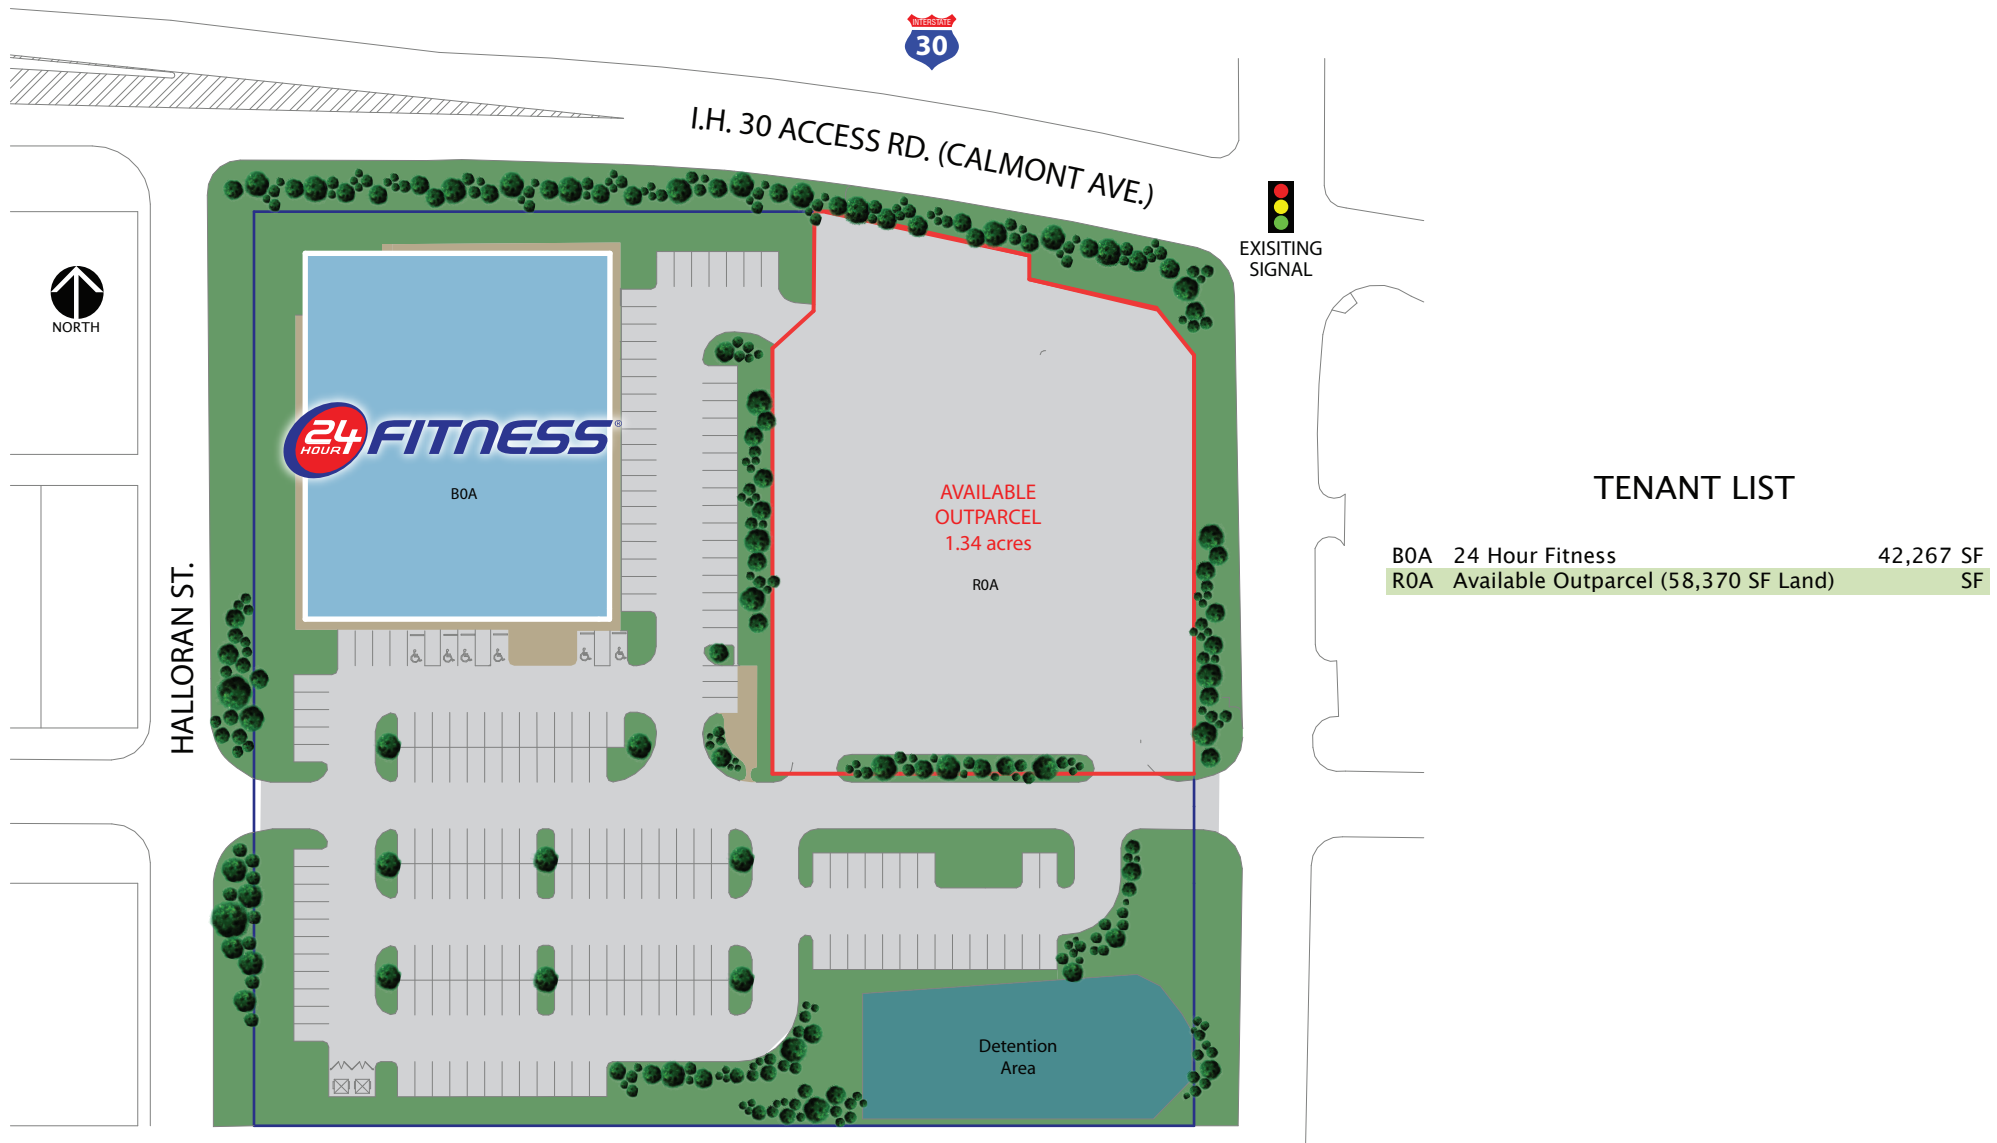 INTERSTATE
30
I.H. 30 ACCESS RD. (CALMONT AVE.)
EXISITING
SIGNAL
NORTH
24
HOUR
FITNESS®
B0A
AVAILABLE
OUTPARCEL
1.34 acres
R0A
HALLORAN ST.
TENANT LIST
B0A 24 Hour Fitness 42,267 SF
R0A Available Outparcel (58,370 SF Land) SF
Detention
Area